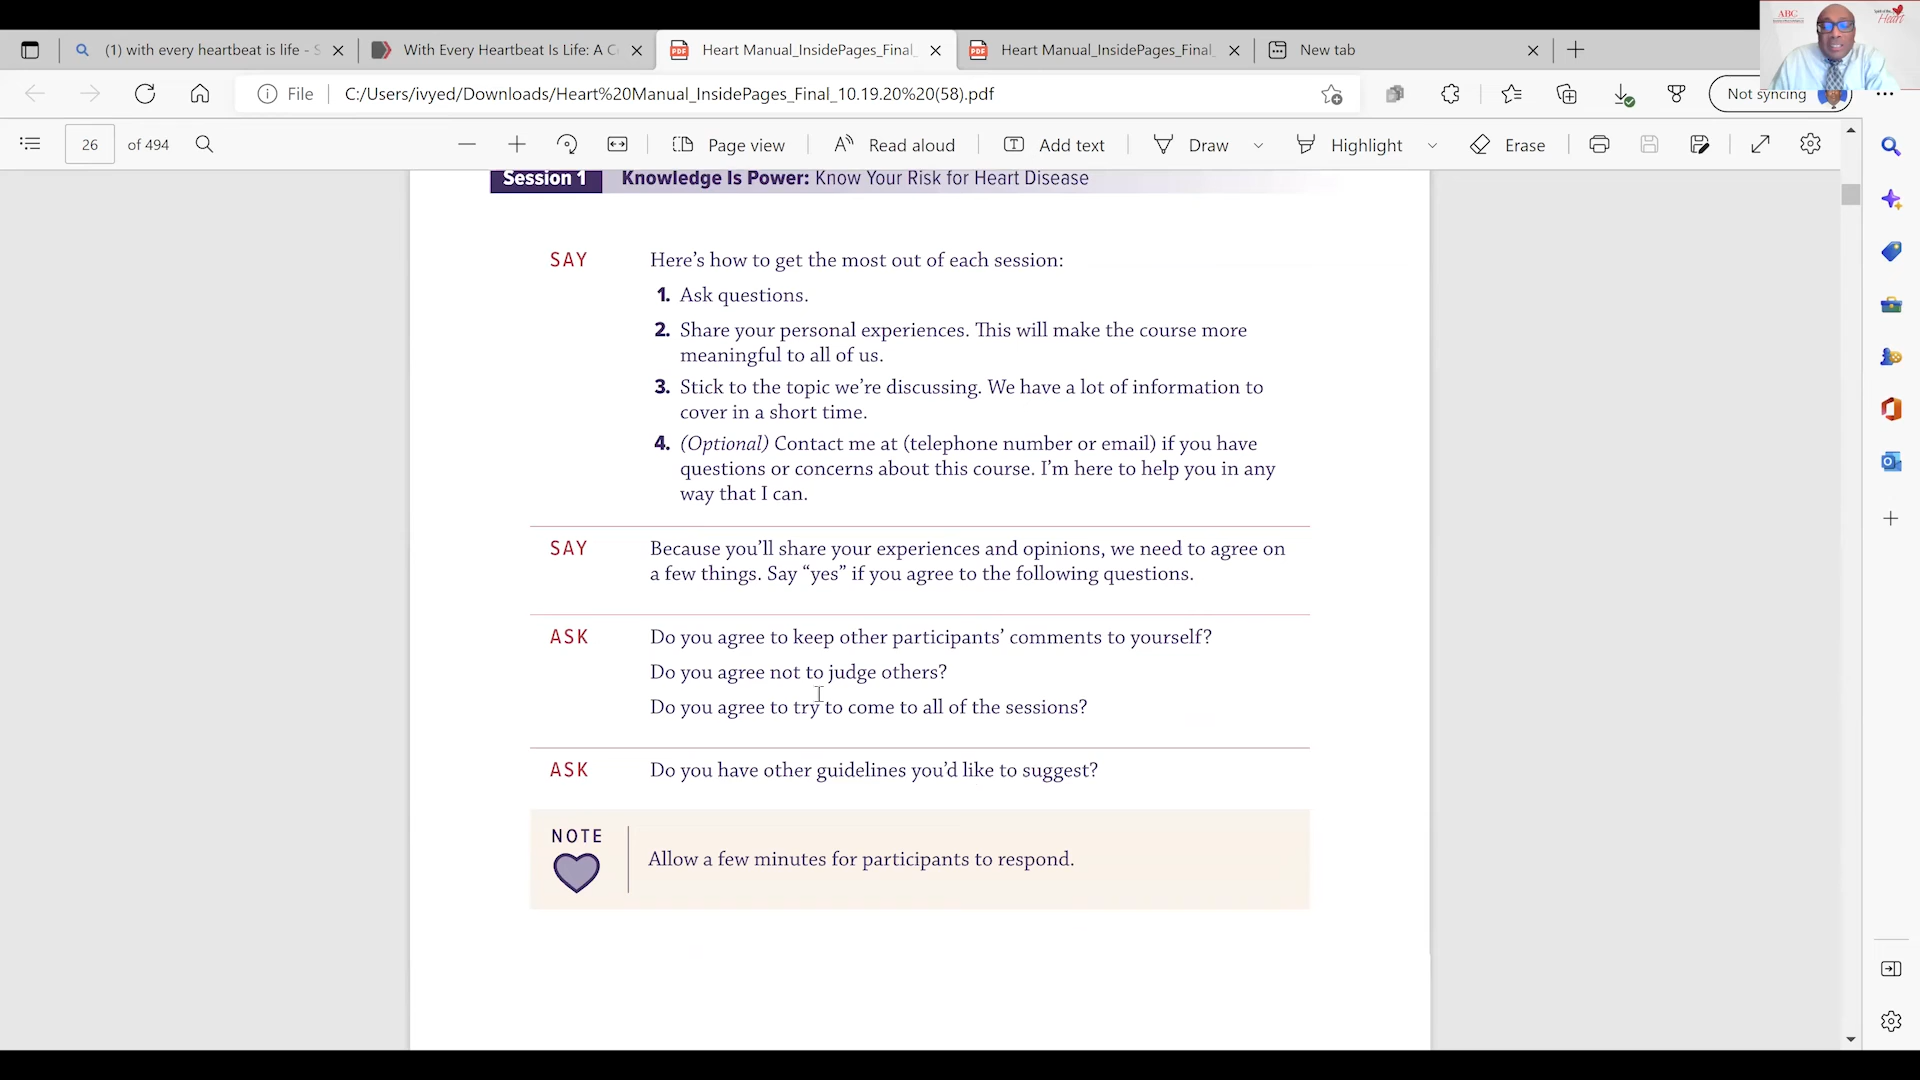 ABC
Heart
(1) with every heartbeat is life - S
With Every Heartbeat Is Life: A C
Heart Manual_InsidePages_Final_
Heart Manual_InsidePages_Final_
New tab
File
C:/Users/ivyed/Downloads/Heart%20Manual_InsidePages_Final_10.19.20%20(58).pdf
Not syncing
26 of 494
Page view
Read aloud
Add text
Draw
Highlight
Erase
Session 1 Knowledge Is Power: Know Your Risk for Heart Disease
SAY Here’s how to get the most out of each session:
1. Ask questions.
2. Share your personal experiences. This will make the course more
meaningful to all of us.
3. Stick to the topic we’re discussing. We have a lot of information to
cover in a short time.
4. (Optional) Contact me at (telephone number or email) if you have
questions or concerns about this course. I’m here to help you in any
way that I can.
SAY Because you’ll share your experiences and opinions, we need to agree on
a few things. Say “yes” if you agree to the following questions.
ASK Do you agree to keep other participants’ comments to yourself?
Do you agree not to judge others?
Do you agree to try to come to all of the sessions?
ASK Do you have other guidelines you’d like to suggest?
NOTE
Allow a few minutes for participants to respond.